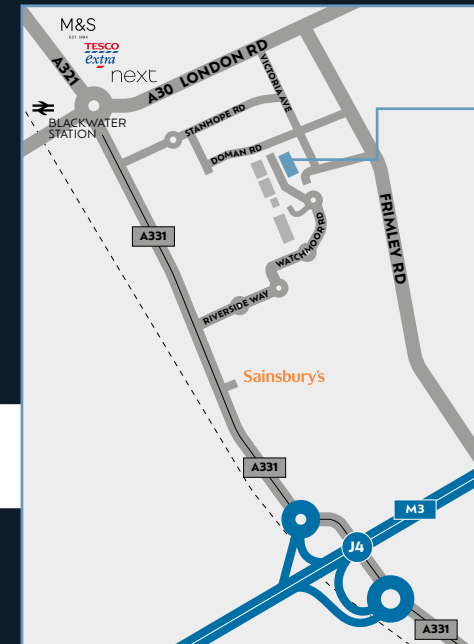 M&S
EST. 1884
TESCO
extra
next
A321
A30 LONDON RD
VICTORIA AVE
BLACKWATER
STATION
STANHOPE RD
DOMAN RD
FRIMLEY RD
A331
WATCHMOOR RD
RIVERSIDE WAY
Sainsbury's
A331
M3
J4
A331